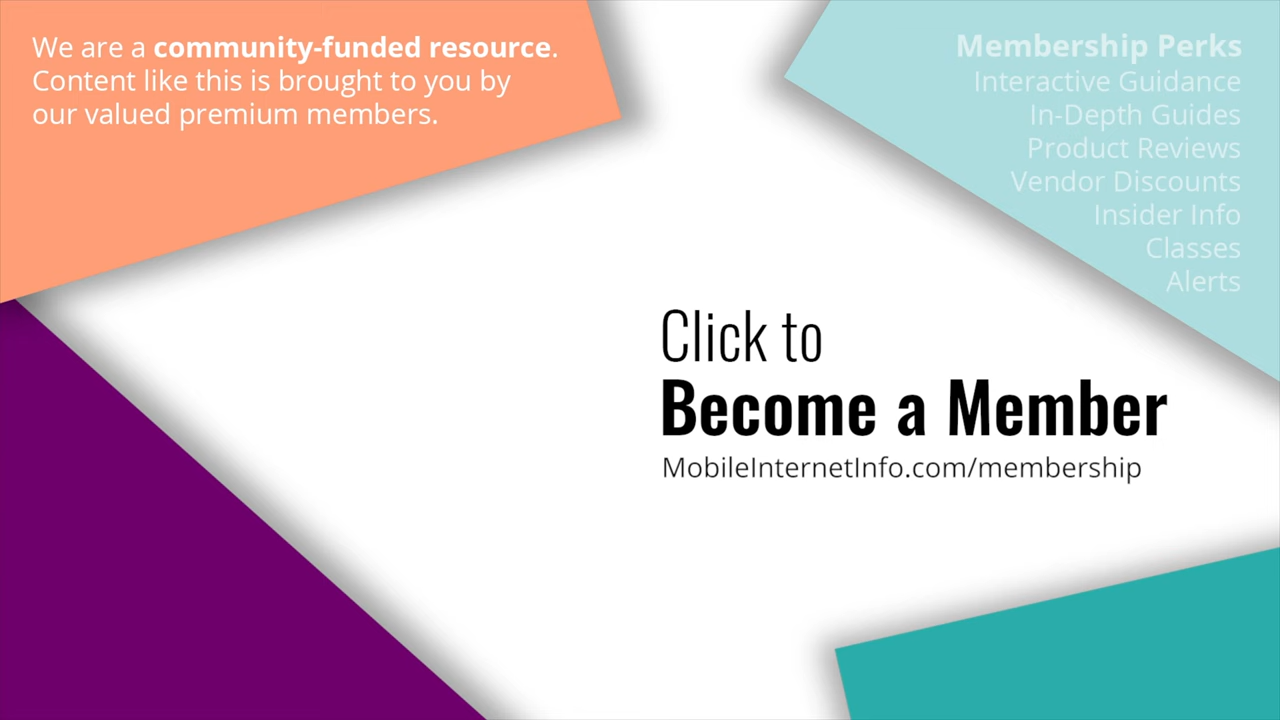 We are a community-funded resource.
Content like this is brought to you by
our valued premium members.
Membership Perks
Interactive Guidance
In-Depth Guides
Product Reviews
Vendor Discounts
Insider Info
Classes
Alerts
Click to
Become a Member
MobileInternetInfo.com/membership